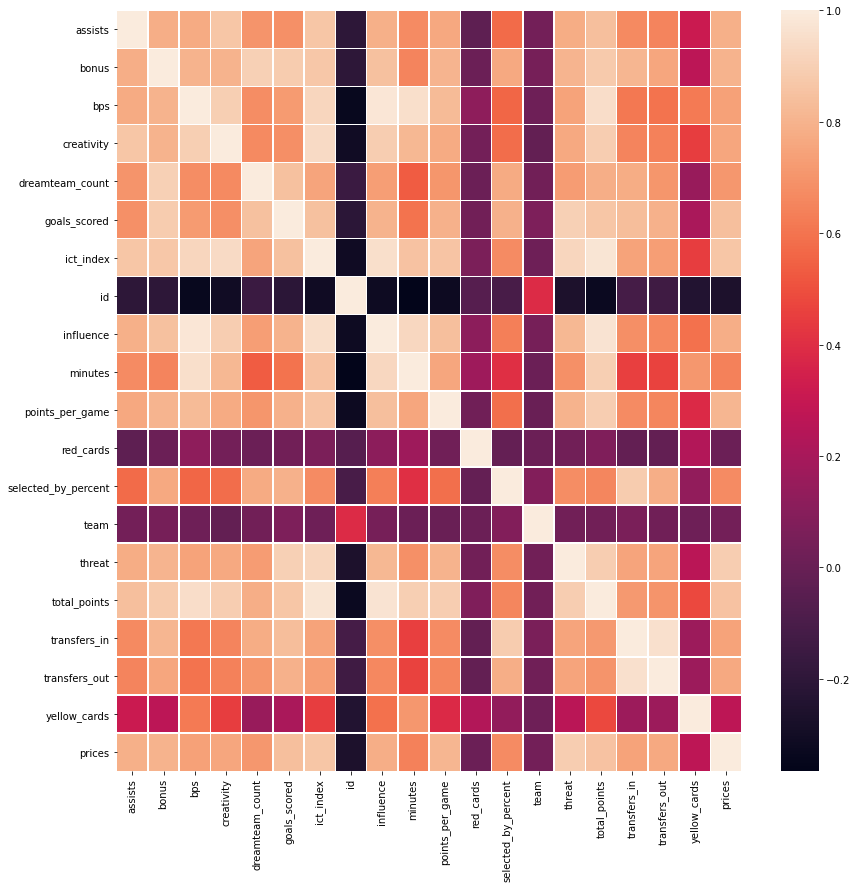 assists
bonus
bps
creativity
dreamteam_count
goals_scored
ict_index
id
influence
minutes
points_per_game
red_cards
selected_by_percent
team
threat
total_points
transfers_in
transfers_out
yellow_cards
prices
assists
bonus
bps
creativity
dreamteam_count
goals_scored
ict_index
id
influence
minutes
points_per_game
red_cards
selected_by_percent
team
threat
total_points
transfers_in
transfers_out
yellow_cards
prices
1.0
0.8
0.6
0.4
0.2
0.0
−0.2